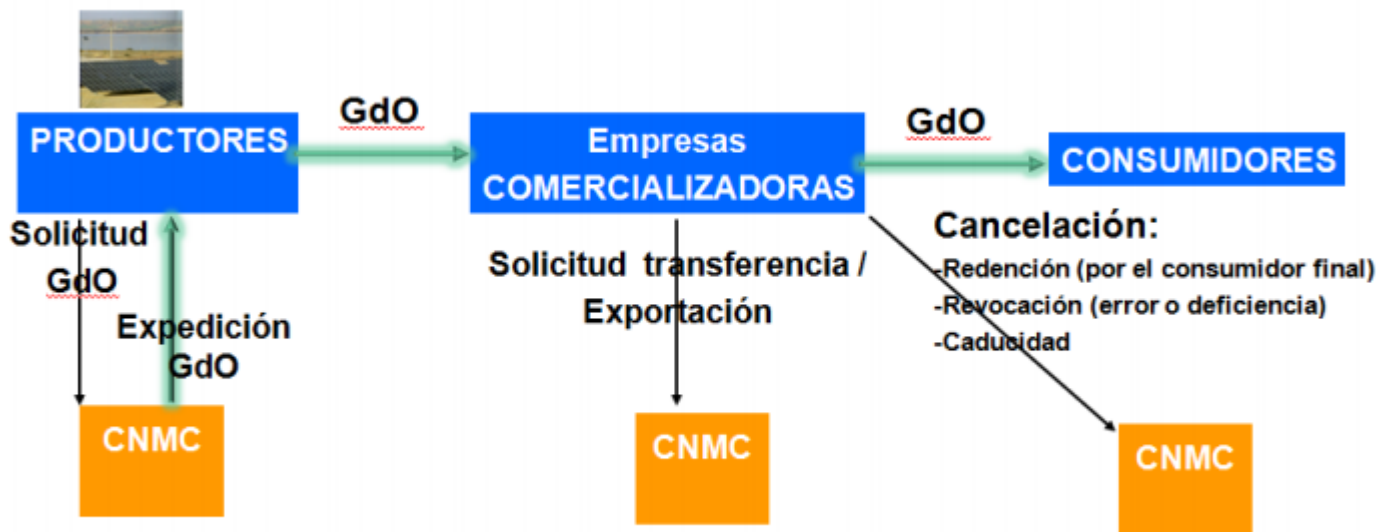 PRODUCTORES
GdO
Empresas
COMERCIALIZADORAS
GdO
CONSUMIDORES
Solicitud
GdO
Expedición
GdO
CNMC
Solicitud transferencia /
Exportación
CNMC
Cancelación:
-Redención (por el consumidor final)
-Revocación (error o deficiencia)
-Caducidad
CNMC